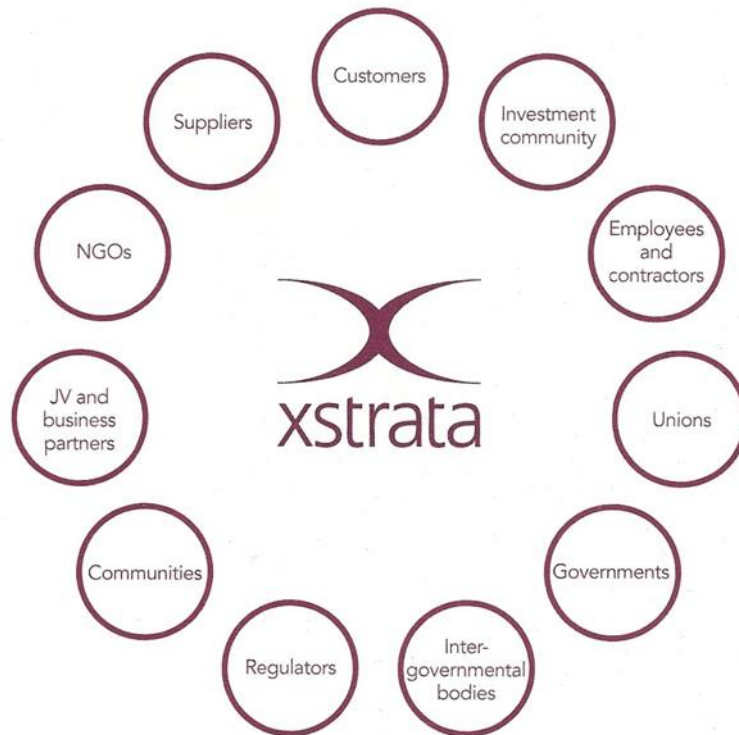 Customers
Investment
community
Employees
and
contractors
Unions
Governments
Inter-
governmental
bodies
Regulators
Communities
JV and
business
partners
NGOs
Suppliers
xstrata